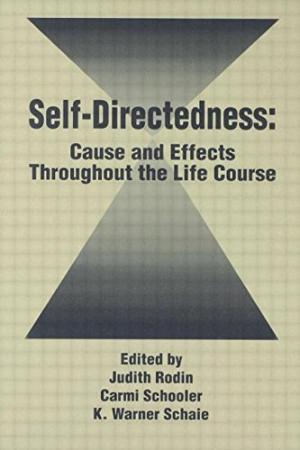 Self-Directedness:
Cause and Effects
Throughout the Life Course
Edited by
Judith Rodin
Carmi Schooler
K. Warner Schaie